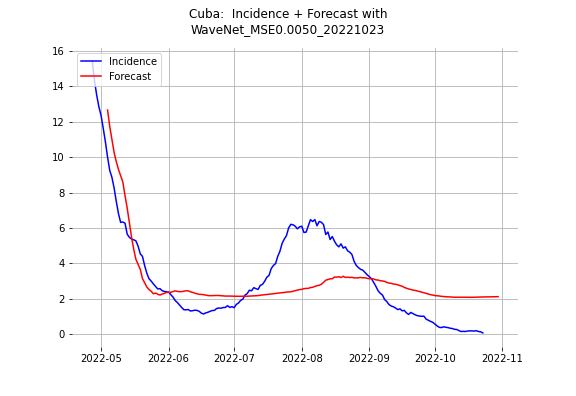 Cuba:  Incidence + Forecast with
WaveNet_MSE0.0050_20221023
Incidence
Forecast
16
14
12
10
8
6
4
2
0
2022-05 2022-06 2022-07 2022-08 2022-09 2022-10 2022-11